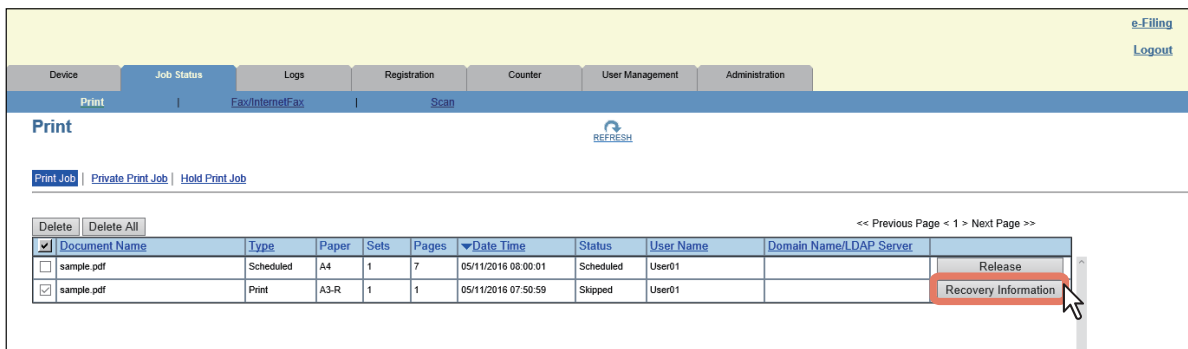 e-Filing
Logout
Device Job Status Logs Registration Counter User Management Administration
Print | Fax/InternetFax | Scan
Print
REFRESH
Print Job | Private Print Job | Hold Print Job
Delete Delete All << Previous Page < 1 > Next Page >>
Document Name Type Paper Sets Pages Date Time Status User Name Domain Name/LDAP Server
sample.pdf Scheduled A4 1 7 05/11/2016 08:00:01 Scheduled User01 Release
sample.pdf Print A3-R 1 1 05/11/2016 07:50:59 Skipped User01 Recovery Information